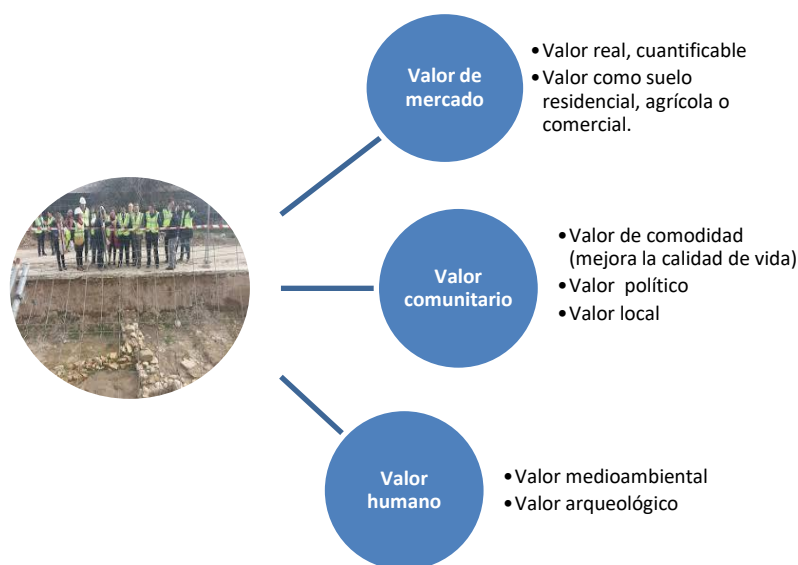 Valor de
mercado
•Valor real, cuantificable
•Valor como suelo
residencial, agrícola o
comercial.
Valor
comunitario
•Valor de comodidad
(mejora la calidad de vida)
•Valor político
•Valor local
Valor
humano
•Valor medioambiental
•Valor arqueológico